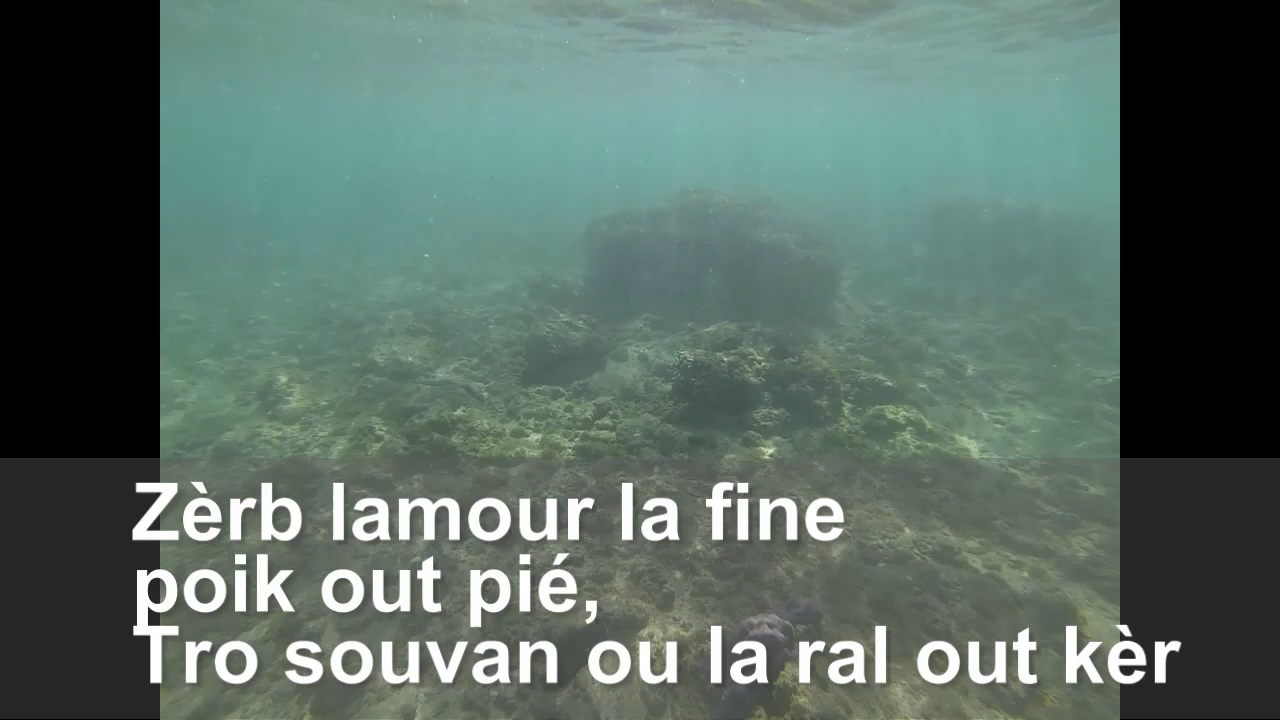 Zèrb lamour la fine
poik out pié,
Tro souvan ou la ral out kèr